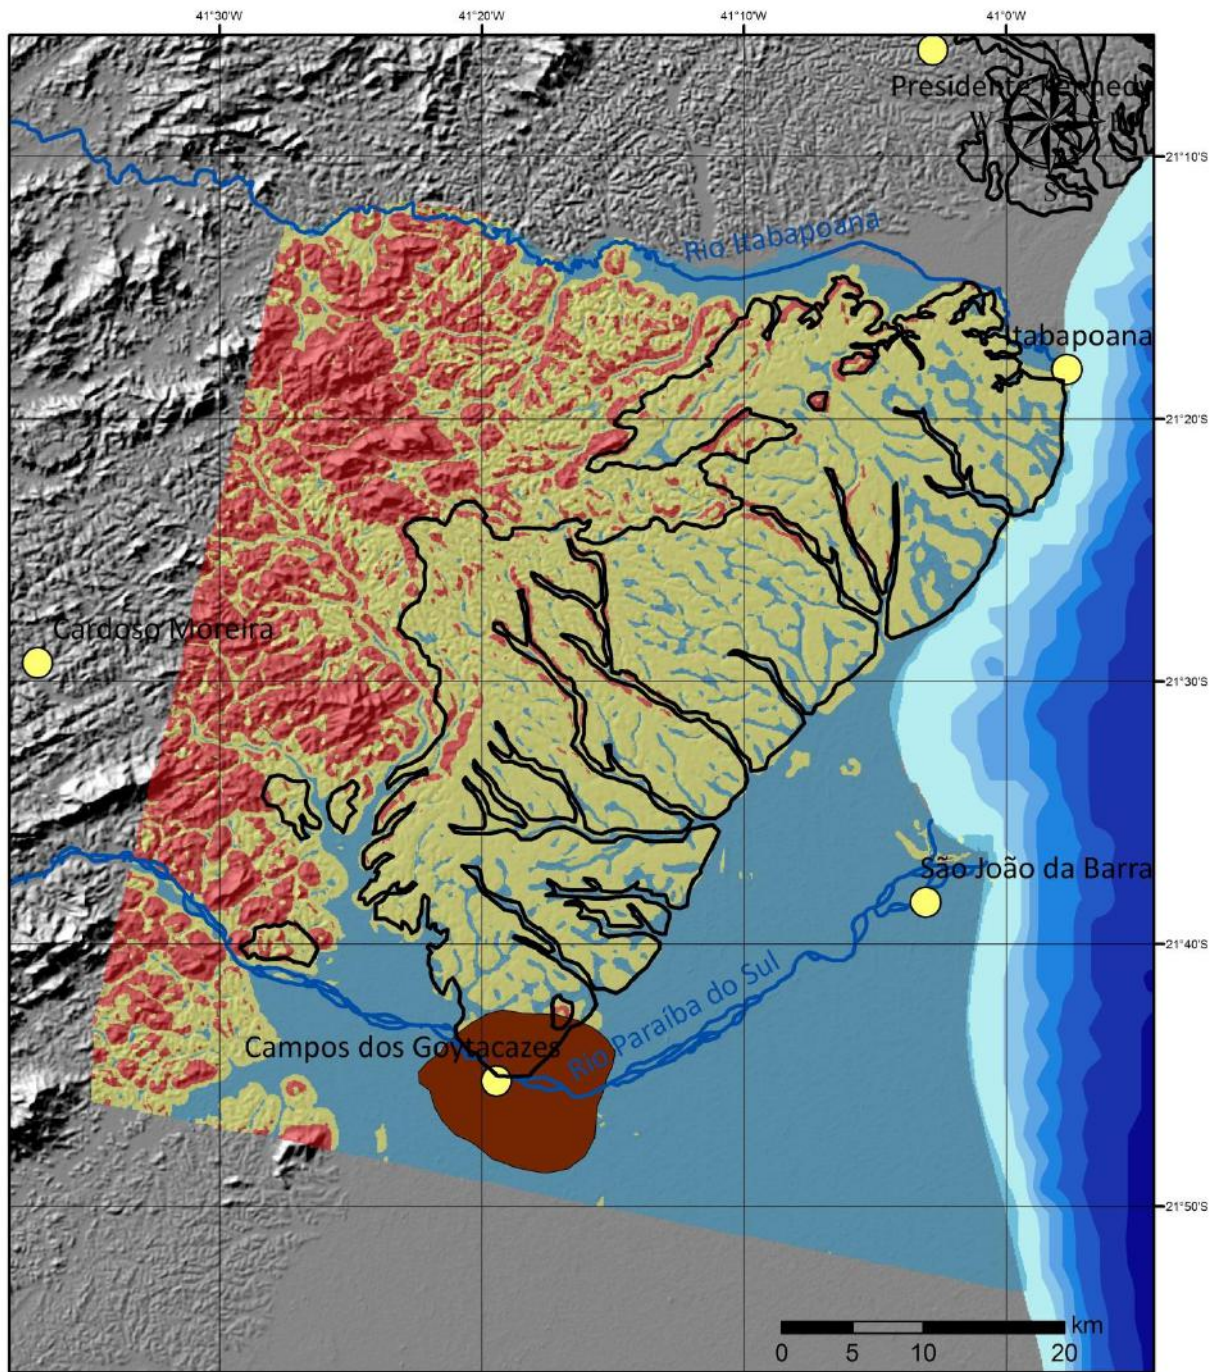 41°30'W 41°20'W 41°10'W 41°0'W
Presidente Kennedy
W
S
21°10'S
Rio Itabapoana
Itabapoana
21°20'S
Cardoso Moreira
21°30'S
São João da Barra
21°40'S
Rio Paraíba do Sul
Campos dos Goytacazes
21°50'S
km
0 5 10 20